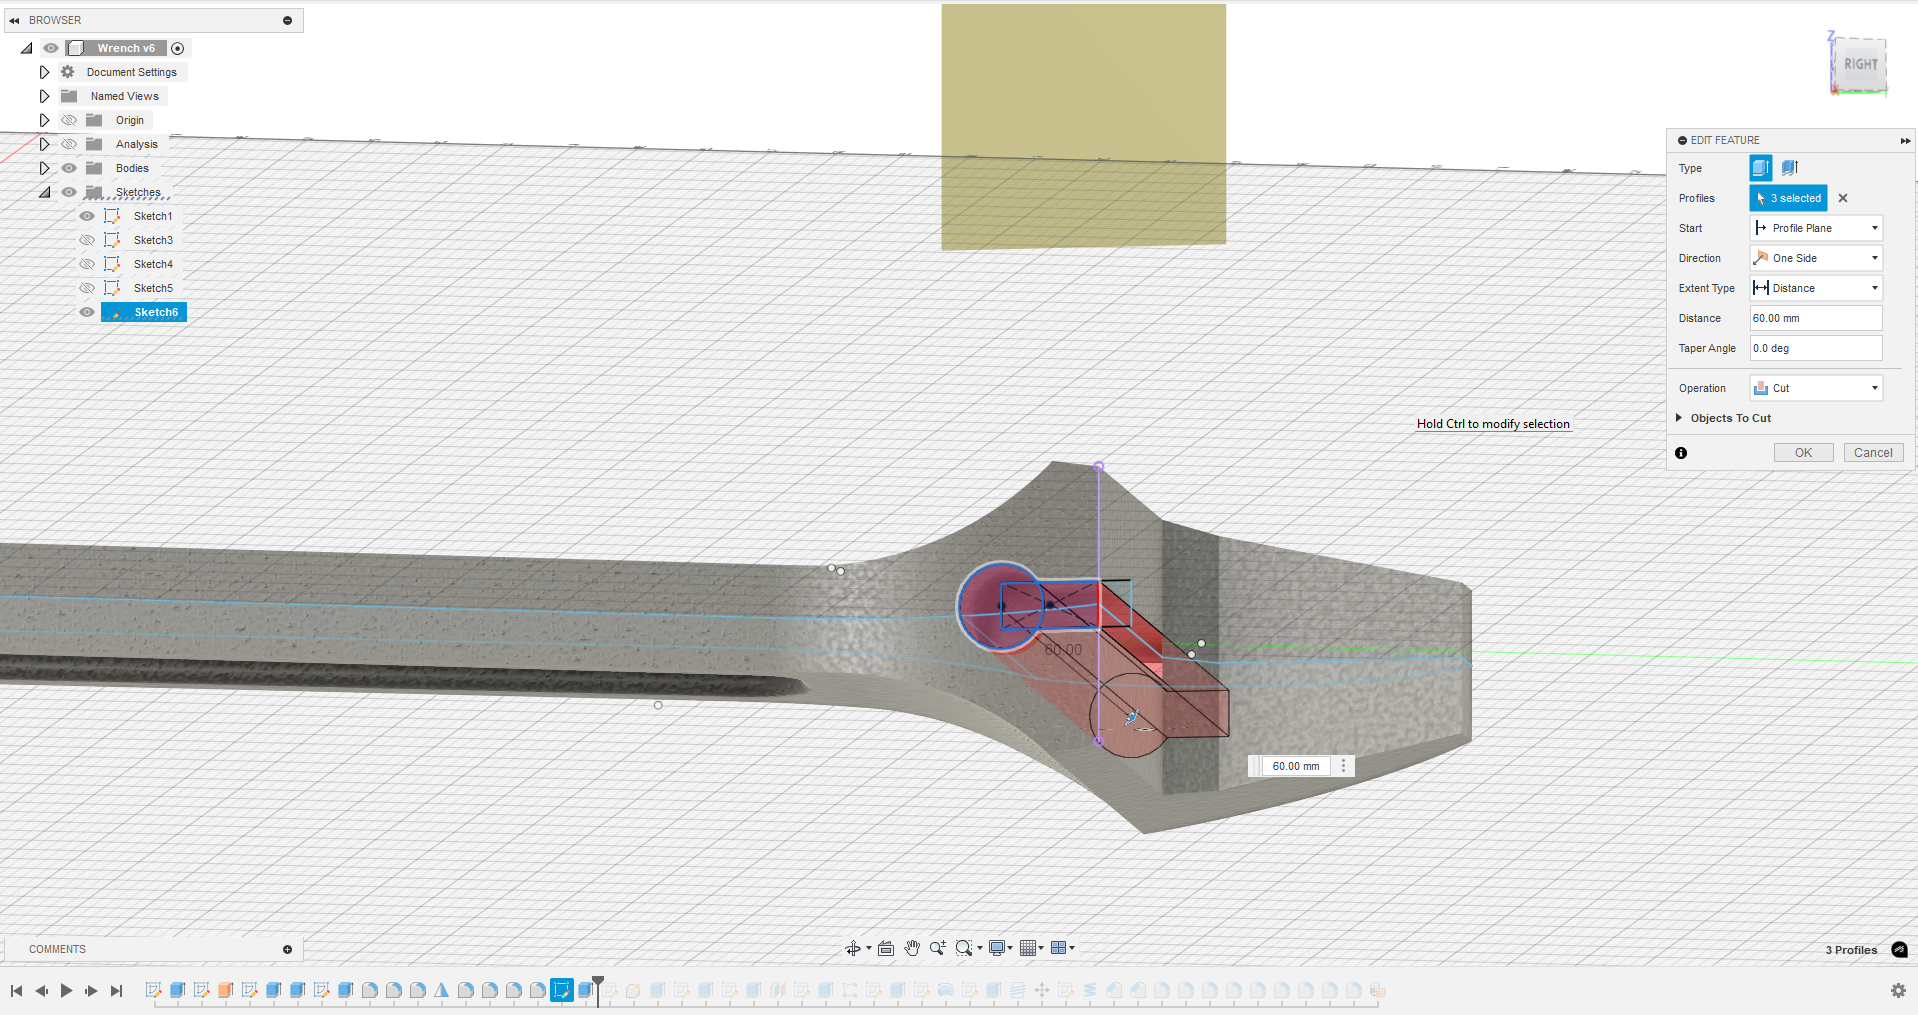 BROWSER
Wrench v6
Document Settings
Named Views
Origin
Analysis
Bodies
Sketches
Sketch1
Sketch3
Sketch4
Sketch5
Sketch6
Z
RIGHT
EDIT FEATURE
Type
Profiles 3 selected
Start Profile Plane
Direction One Side
Extent Type Distance
Distance 60.00 mm
Taper Angle 0.0 deg
Operation Cut
Objects To Cut
OK Cancel
Hold Ctrl to modify selection
60.00
60.00 mm
COMMENTS
3 Profiles